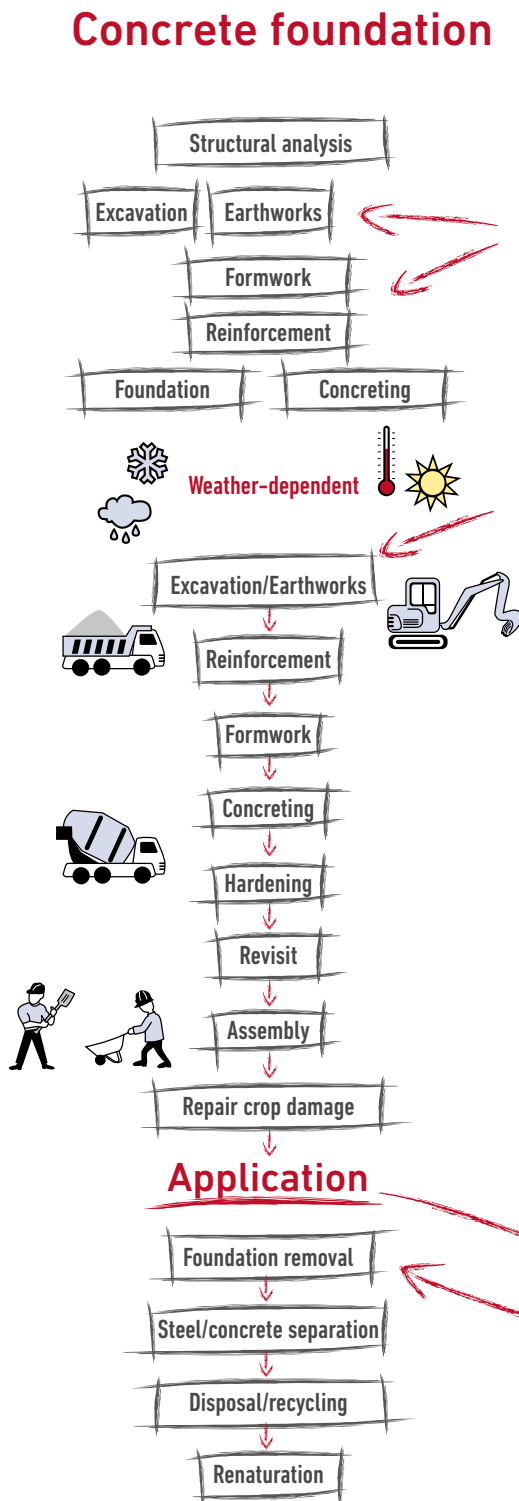 Concrete foundation
Structural analysis
Excavation
Earthworks
Formwork
Reinforcement
Foundation
Concreting
Weather-dependent
Excavation/Earthworks
Reinforcement
Formwork
Concreting
Hardening
Revisit
Assembly
Repair crop damage
Application
Foundation removal
Steel/concrete separation
Disposal/recycling
Renaturation